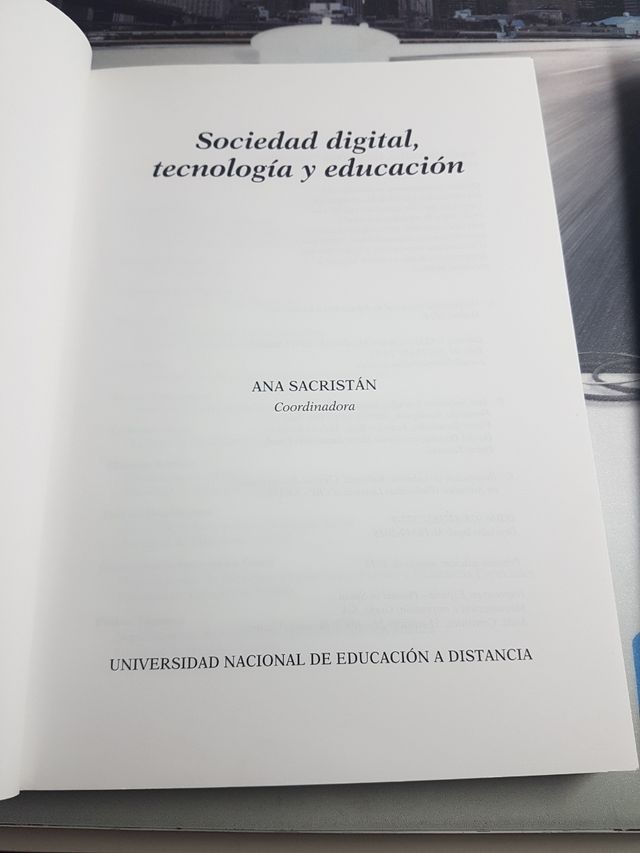 Sociedad digital,
tecnología y educación
ANA SACRISTÁN
Coordinadora
UNIVERSIDAD NACIONAL DE EDUCACIÓN A DISTANCIA